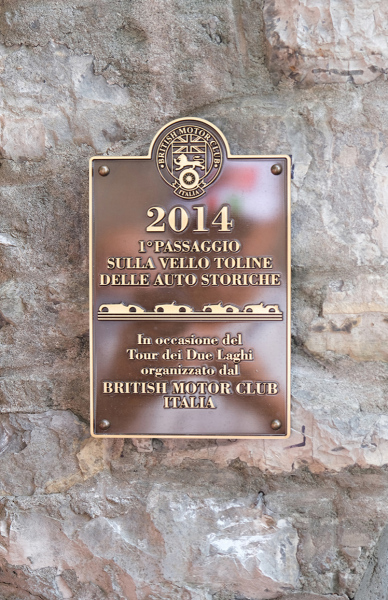 BRITISH MOTOR CLUB
ITALIA
2014
1° PASSAGGIO
SULLA VELLO TOLINE
DELLE AUTO STORICHE
In occasione del
Tour dei Due Laghi
organizzato dal
BRITISH MOTOR CLUB
ITALIA